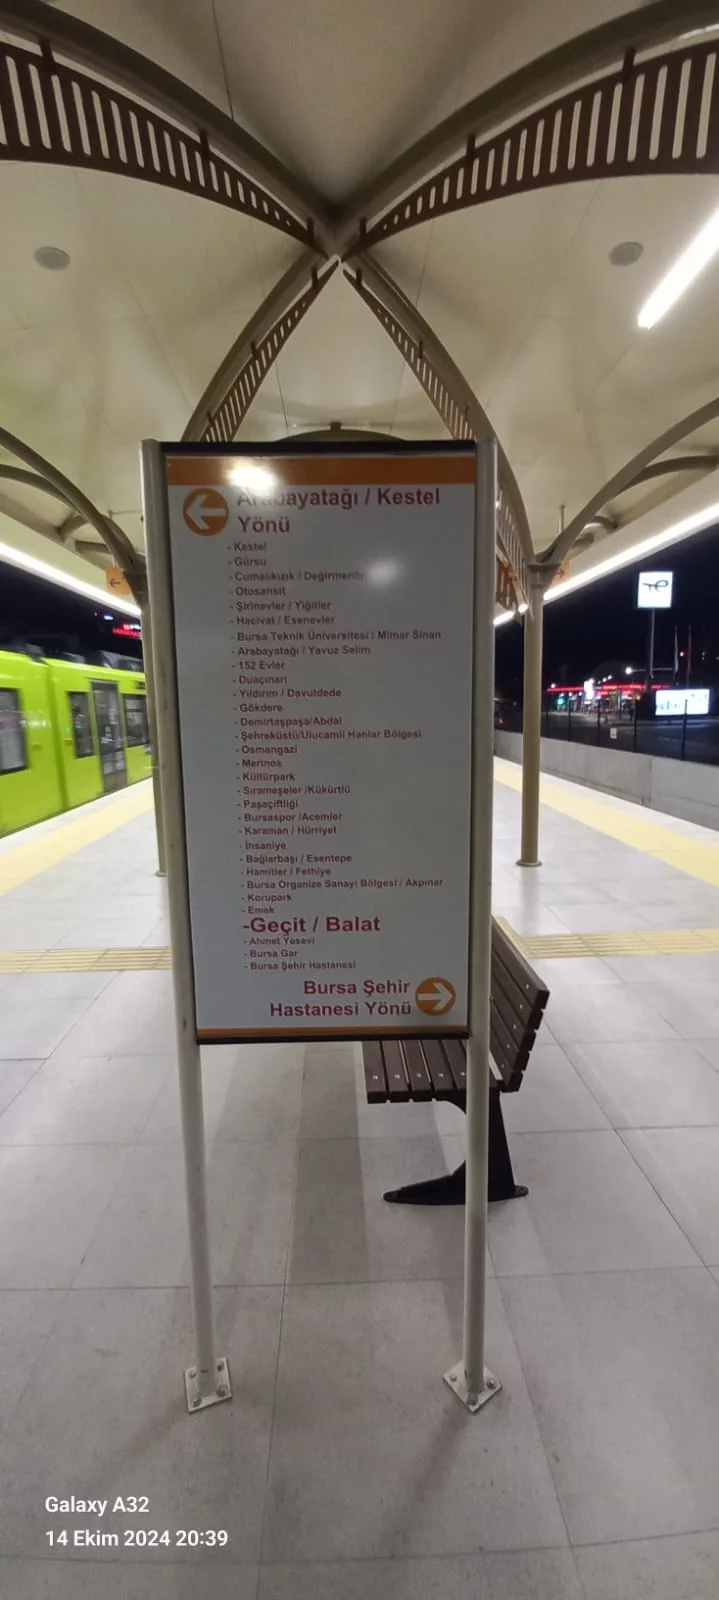 Arabayatağı / Kestel
Yönü
- Kestel
- Gürsu
- Cumalıkızık / Değirmenönü
- Otosansit
- Şirinevler / Yiğitler
- Hacivat / Esenevler
- Bursa Teknik Üniversitesi / Mimar Sinan
- Arabayatağı / Yavuz Selim
- 152 Evler
- Duaçınarı
- Yıldırım / Davutdede
- Gökdere
- Demirtaşpaşa/Abdal
- Şehreküstü/Ulucamii Hanlar Bölgesi
- Osmangazi
- Merinos
- Kültürpark
- Sırameşeler /Kükürtlü
- Paşaçiftliği
- Bursaspor /Acemler
- Karaman / Hürriyet
- İhsaniye
- Bağlarbaşı / Esentepe
- Hamitler / Fethiye
- Bursa Organize Sanayi Bölgesi / Akpınar
- Korupark
- Emek
-Geçit / Balat
- Ahmet Yesevi
- Bursa Gar
- Bursa Şehir Hastanesi
Bursa Şehir
Hastanesi Yönü
Galaxy A32
14 Ekim 2024 20:39